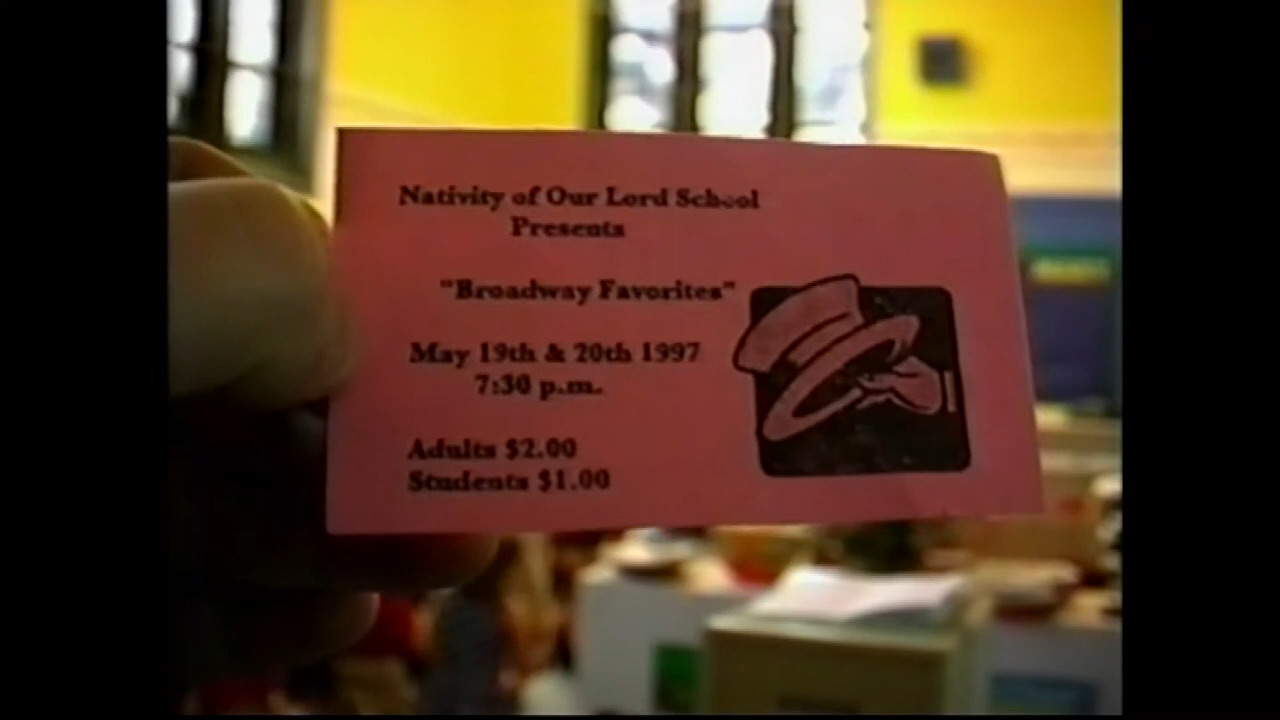 Nativity of Our Lord School
Presents
"Broadway Favorites"
May 19th & 20th 1997
7:30 p.m.
Adults $2.00
Students $1.00